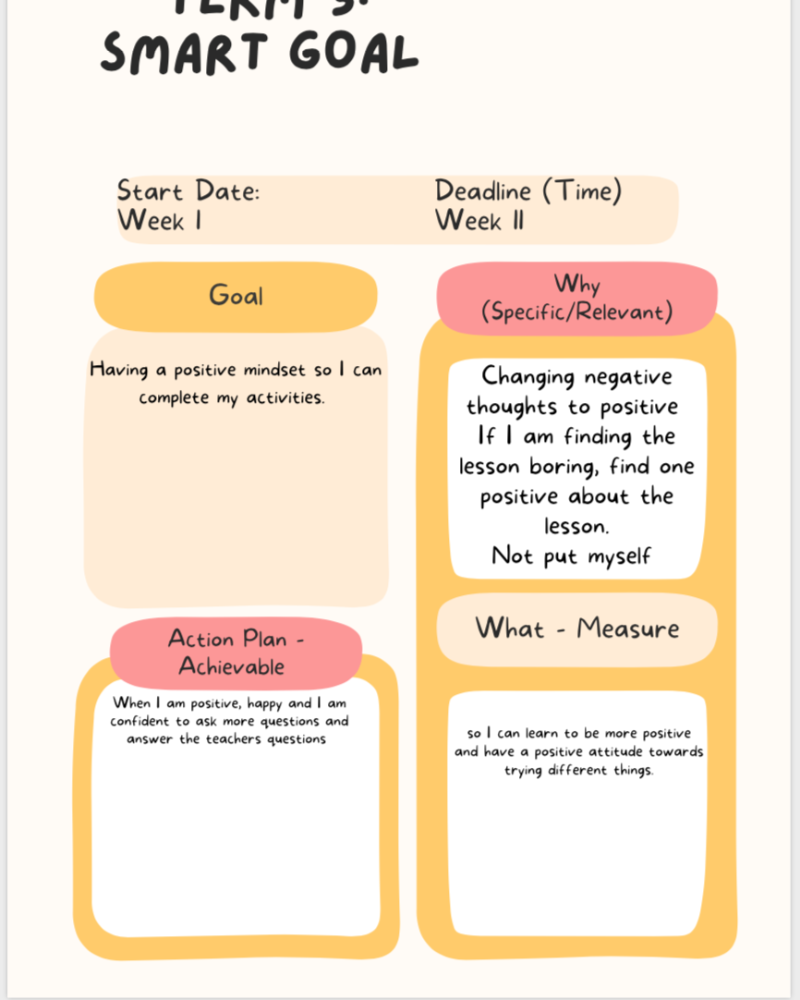 TERM 3:
SMART GOAL
Start Date:
Week 1
Deadline (Time)
Week 11
Goal
Having a positive mindset so I can
complete my activities.
Why
(Specific/Relevant)
Changing negative
thoughts to positive
If I am finding the
lesson boring, find one
positive about the
lesson.
Not put myself
Action Plan -
Achievable
When I am positive, happy and I am
confident to ask more questions and
answer the teachers questions
What - Measure
so I can learn to be more positive
and have a positive attitude towards
trying different things.